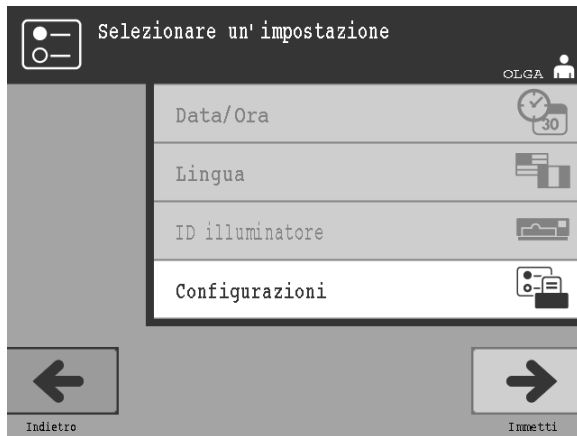 Selezionare un'impostazione
OLGA
Data/Ora
30
Lingua
ID illuminatore
Configurazioni
Indietro
Immetti